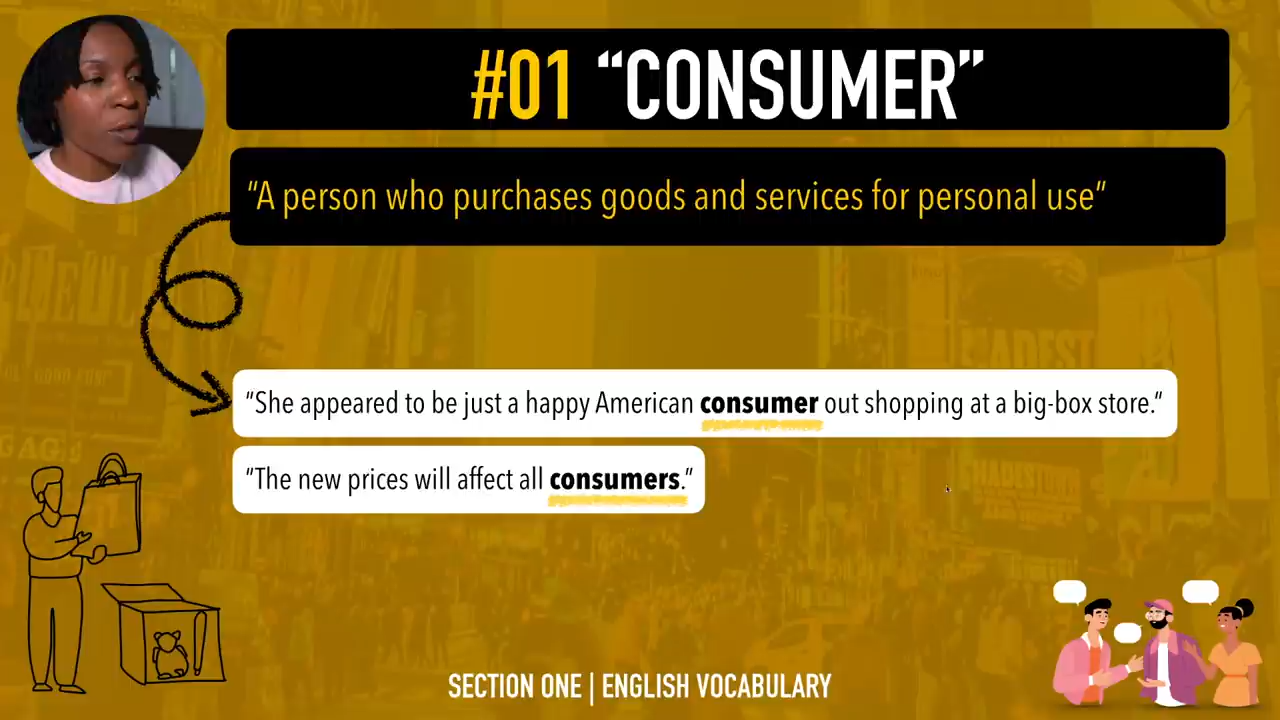 #01 “CONSUMER”
“A person who purchases goods and services for personal use”
“She appeared to be just a happy American consumer out shopping at a big-box store.“
“The new prices will affect all consumers.”
SECTION ONE | ENGLISH VOCABULARY